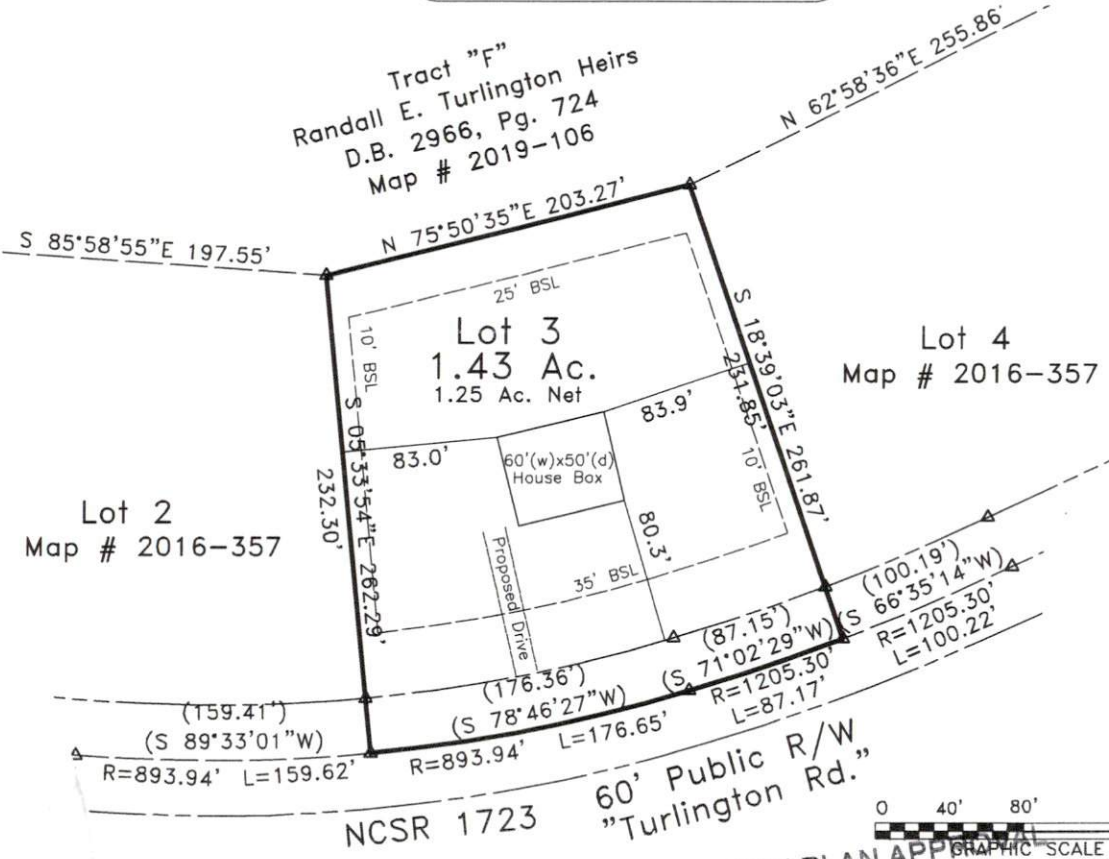 Tract "F"
Randall E. Turlington Heirs
D.B. 2966, Pg. 724
Map # 2019-106
N 62°58'36"E 255.86'
S 85°58'55"E 197.55'
N 75°50'35"E 203.27'
25' BSL
10' BSL
Lot 3
1.43 Ac.
1.25 Ac. Net
S 18°39'03"E 261.87'
231.85'
Lot 4
Map # 2016-357
83.0'
83.9'
60'(w)x50'(d)
House Box
10' BSL
S 05°33'54"E 262.29'
232.30'
Lot 2
Map # 2016-357
80.3'
Proposed Drive
35' BSL
(100.19')
(S 66°35'14"W)
R=1205.30'
L=100.22'
(87.15')
(S 71°02'29"W)
R=1205.30'
L=87.17'
(176.36')
(S 78°46'27"W)
R=893.94' L=176.65'
(159.41')
(S 89°33'01"W)
R=893.94' L=159.62'
NCSR 1723
60' Public R/W
"Turlington Rd."
0 40' 80'
GRAPHIC SCALE
PLAN APPROVAL